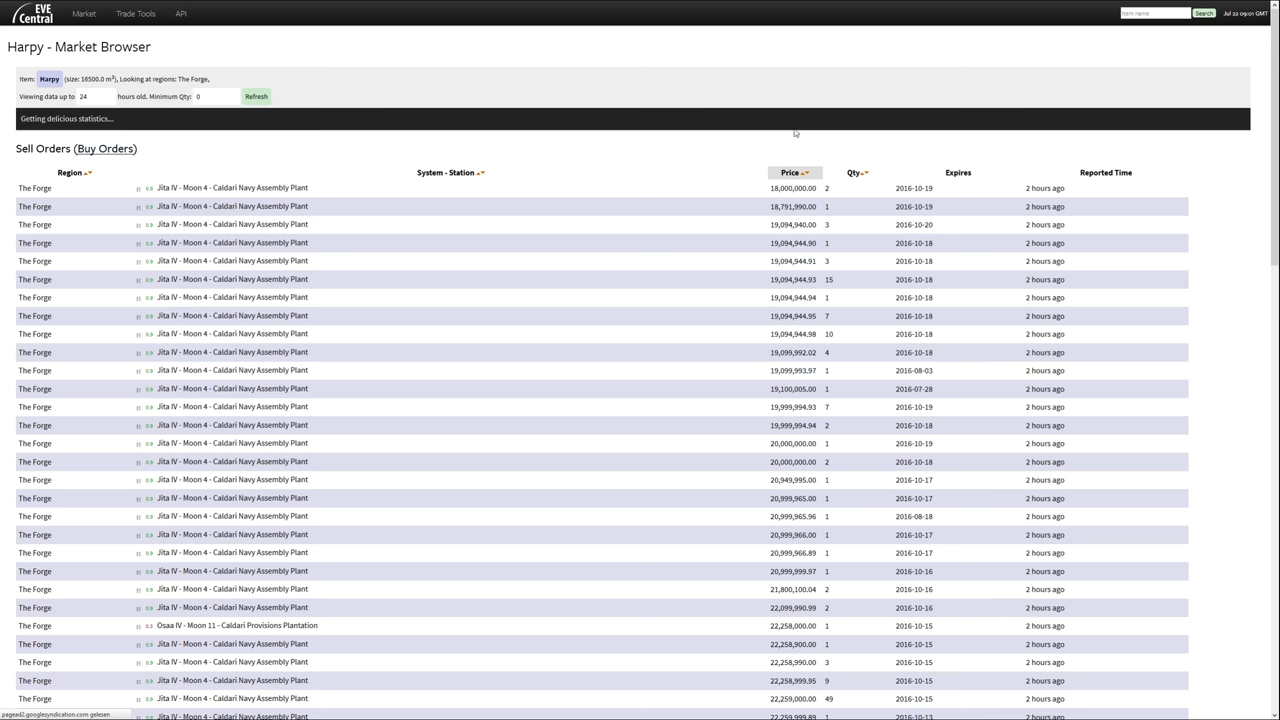 EVE Central Market Trade Tools API Item name Search Jul 22 09:01 GMT
Harpy - Market Browser
Item: Harpy (size: 16500.0 m³), Looking at regions: The Forge,
Viewing data up to 24 hours old. Minimum Qty: 0 Refresh
Getting delicious statistics...
Sell Orders (Buy Orders)
Region System - Station Price Qty Expires Reported Time
The Forge [-] 0.9 Jita IV - Moon 4 - Caldari Navy Assembly Plant 18,000,000.00 2 2016-10-19 2 hours ago
The Forge [-] 0.9 Jita IV - Moon 4 - Caldari Navy Assembly Plant 18,791,990.00 1 2016-10-19 2 hours ago
The Forge [-] 0.9 Jita IV - Moon 4 - Caldari Navy Assembly Plant 19,094,940.00 3 2016-10-20 2 hours ago
The Forge [-] 0.9 Jita IV - Moon 4 - Caldari Navy Assembly Plant 19,094,944.90 1 2016-10-18 2 hours ago
The Forge [-] 0.9 Jita IV - Moon 4 - Caldari Navy Assembly Plant 19,094,944.91 3 2016-10-18 2 hours ago
The Forge [-] 0.9 Jita IV - Moon 4 - Caldari Navy Assembly Plant 19,094,944.93 15 2016-10-18 2 hours ago
The Forge [-] 0.9 Jita IV - Moon 4 - Caldari Navy Assembly Plant 19,094,944.94 1 2016-10-18 2 hours ago
The Forge [-] 0.9 Jita IV - Moon 4 - Caldari Navy Assembly Plant 19,094,944.95 7 2016-10-18 2 hours ago
The Forge [-] 0.9 Jita IV - Moon 4 - Caldari Navy Assembly Plant 19,094,944.98 10 2016-10-18 2 hours ago
The Forge [-] 0.9 Jita IV - Moon 4 - Caldari Navy Assembly Plant 19,099,992.02 4 2016-10-18 2 hours ago
The Forge [-] 0.9 Jita IV - Moon 4 - Caldari Navy Assembly Plant 19,099,993.97 1 2016-08-03 2 hours ago
The Forge [-] 0.9 Jita IV - Moon 4 - Caldari Navy Assembly Plant 19,100,005.00 1 2016-07-28 2 hours ago
The Forge [-] 0.9 Jita IV - Moon 4 - Caldari Navy Assembly Plant 19,999,994.93 7 2016-10-19 2 hours ago
The Forge [-] 0.9 Jita IV - Moon 4 - Caldari Navy Assembly Plant 19,999,994.94 2 2016-10-18 2 hours ago
The Forge [-] 0.9 Jita IV - Moon 4 - Caldari Navy Assembly Plant 20,000,000.00 1 2016-10-19 2 hours ago
The Forge [-] 0.9 Jita IV - Moon 4 - Caldari Navy Assembly Plant 20,000,000.00 2 2016-10-18 2 hours ago
The Forge [-] 0.9 Jita IV - Moon 4 - Caldari Navy Assembly Plant 20,949,995.00 1 2016-10-17 2 hours ago
The Forge [-] 0.9 Jita IV - Moon 4 - Caldari Navy Assembly Plant 20,999,965.00 1 2016-10-17 2 hours ago
The Forge [-] 0.9 Jita IV - Moon 4 - Caldari Navy Assembly Plant 20,999,965.96 1 2016-08-18 2 hours ago
The Forge [-] 0.9 Jita IV - Moon 4 - Caldari Navy Assembly Plant 20,999,966.00 1 2016-10-17 2 hours ago
The Forge [-] 0.9 Jita IV - Moon 4 - Caldari Navy Assembly Plant 20,999,966.89 1 2016-10-17 2 hours ago
The Forge [-] 0.9 Jita IV - Moon 4 - Caldari Navy Assembly Plant 20,999,999.97 1 2016-10-16 2 hours ago
The Forge [-] 0.9 Jita IV - Moon 4 - Caldari Navy Assembly Plant 21,800,100.04 2 2016-10-16 2 hours ago
The Forge [-] 0.9 Jita IV - Moon 4 - Caldari Navy Assembly Plant 22,099,990.99 2 2016-10-16 2 hours ago
The Forge [-] Osaa IV - Moon 11 - Caldari Provisions Plantation 22,258,000.00 1 2016-10-15 2 hours ago
The Forge [-] 0.9 Jita IV - Moon 4 - Caldari Navy Assembly Plant 22,258,900.00 1 2016-10-15 2 hours ago
The Forge [-] 0.9 Jita IV - Moon 4 - Caldari Navy Assembly Plant 22,258,990.00 3 2016-10-15 2 hours ago
The Forge [-] 0.9 Jita IV - Moon 4 - Caldari Navy Assembly Plant 22,258,999.95 9 2016-10-15 2 hours ago
The Forge [-] 0.9 Jita IV - Moon 4 - Caldari Navy Assembly Plant 22,259,000.00 49 2016-10-15 2 hours ago
The Forge Jita IV - Moon 4 - Caldari Navy Assembly Plant 22,259,999.89 1 2016-10-13 2 hours ago
pagead2.googlesyndication.com gelesen